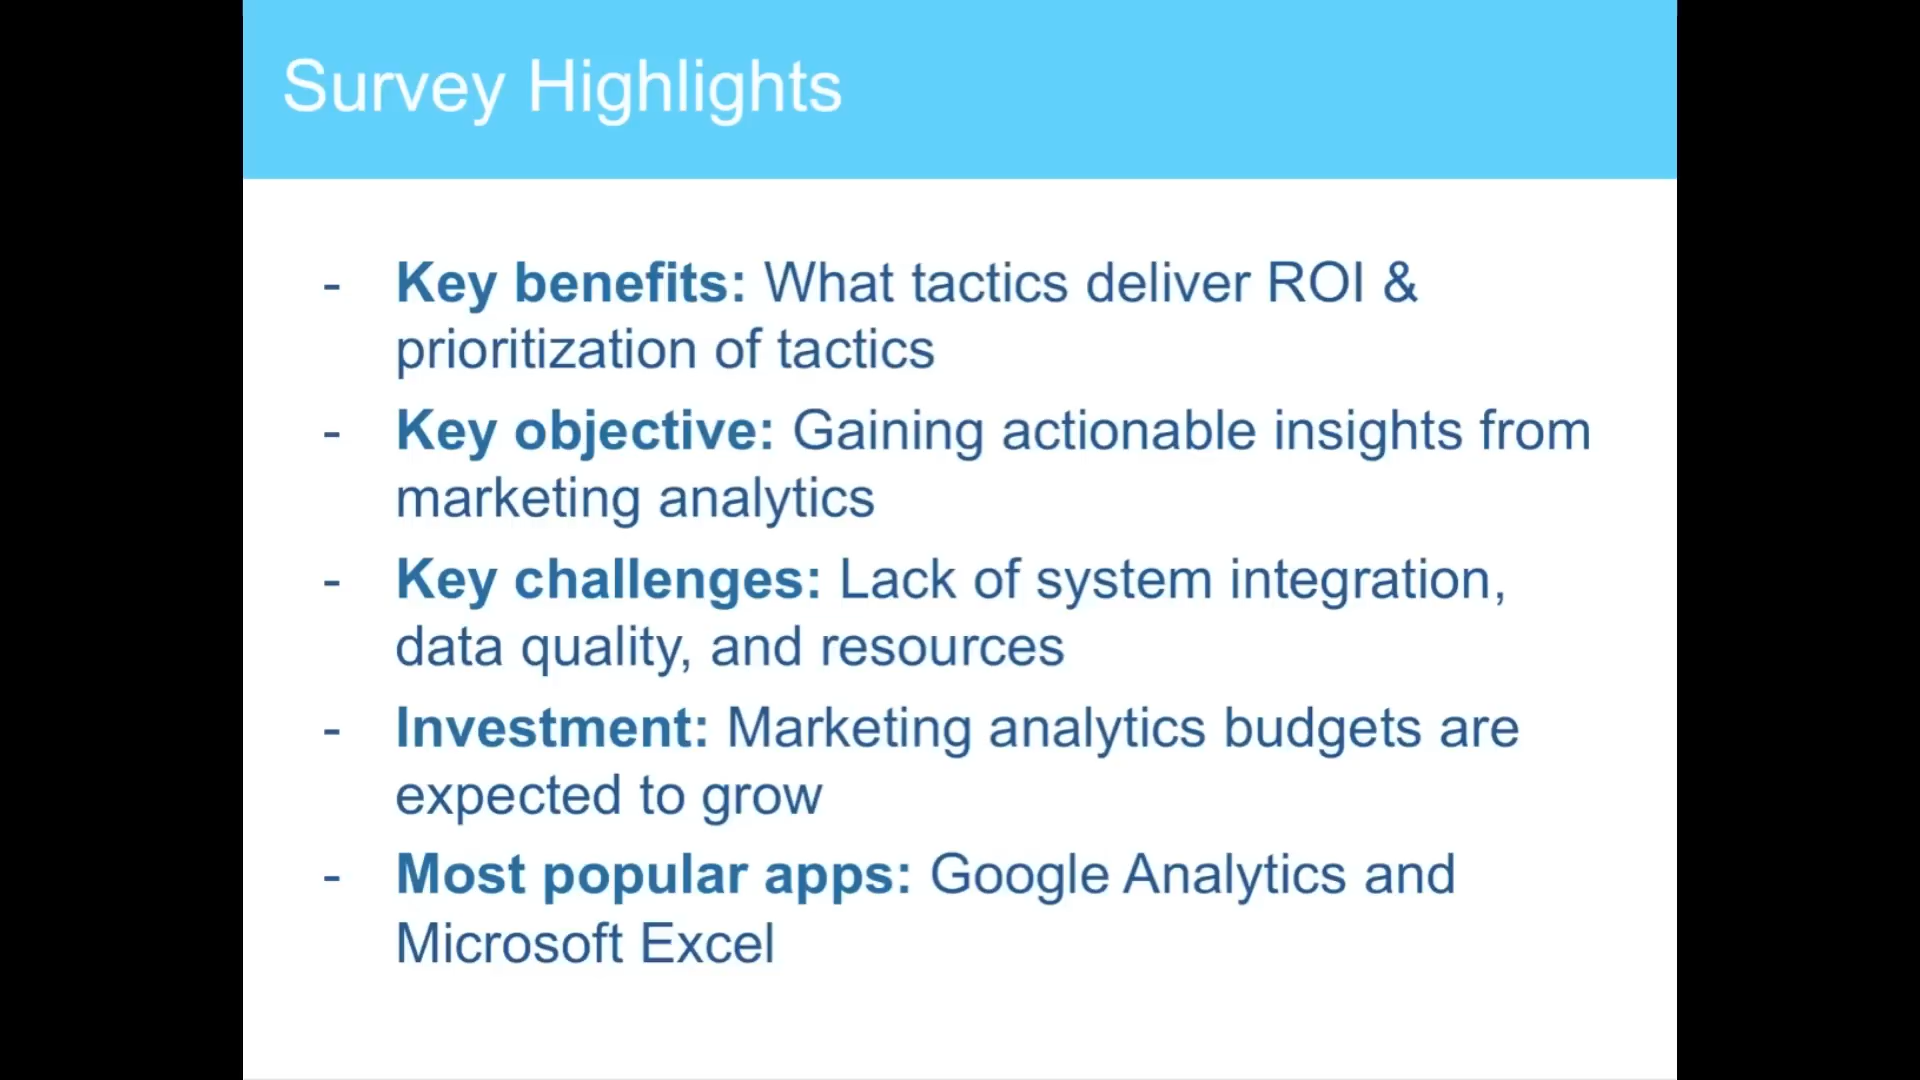 Survey Highlights
- Key benefits: What tactics deliver ROI &
prioritization of tactics
- Key objective: Gaining actionable insights from
marketing analytics
- Key challenges: Lack of system integration,
data quality, and resources
- Investment: Marketing analytics budgets are
expected to grow
- Most popular apps: Google Analytics and
Microsoft Excel